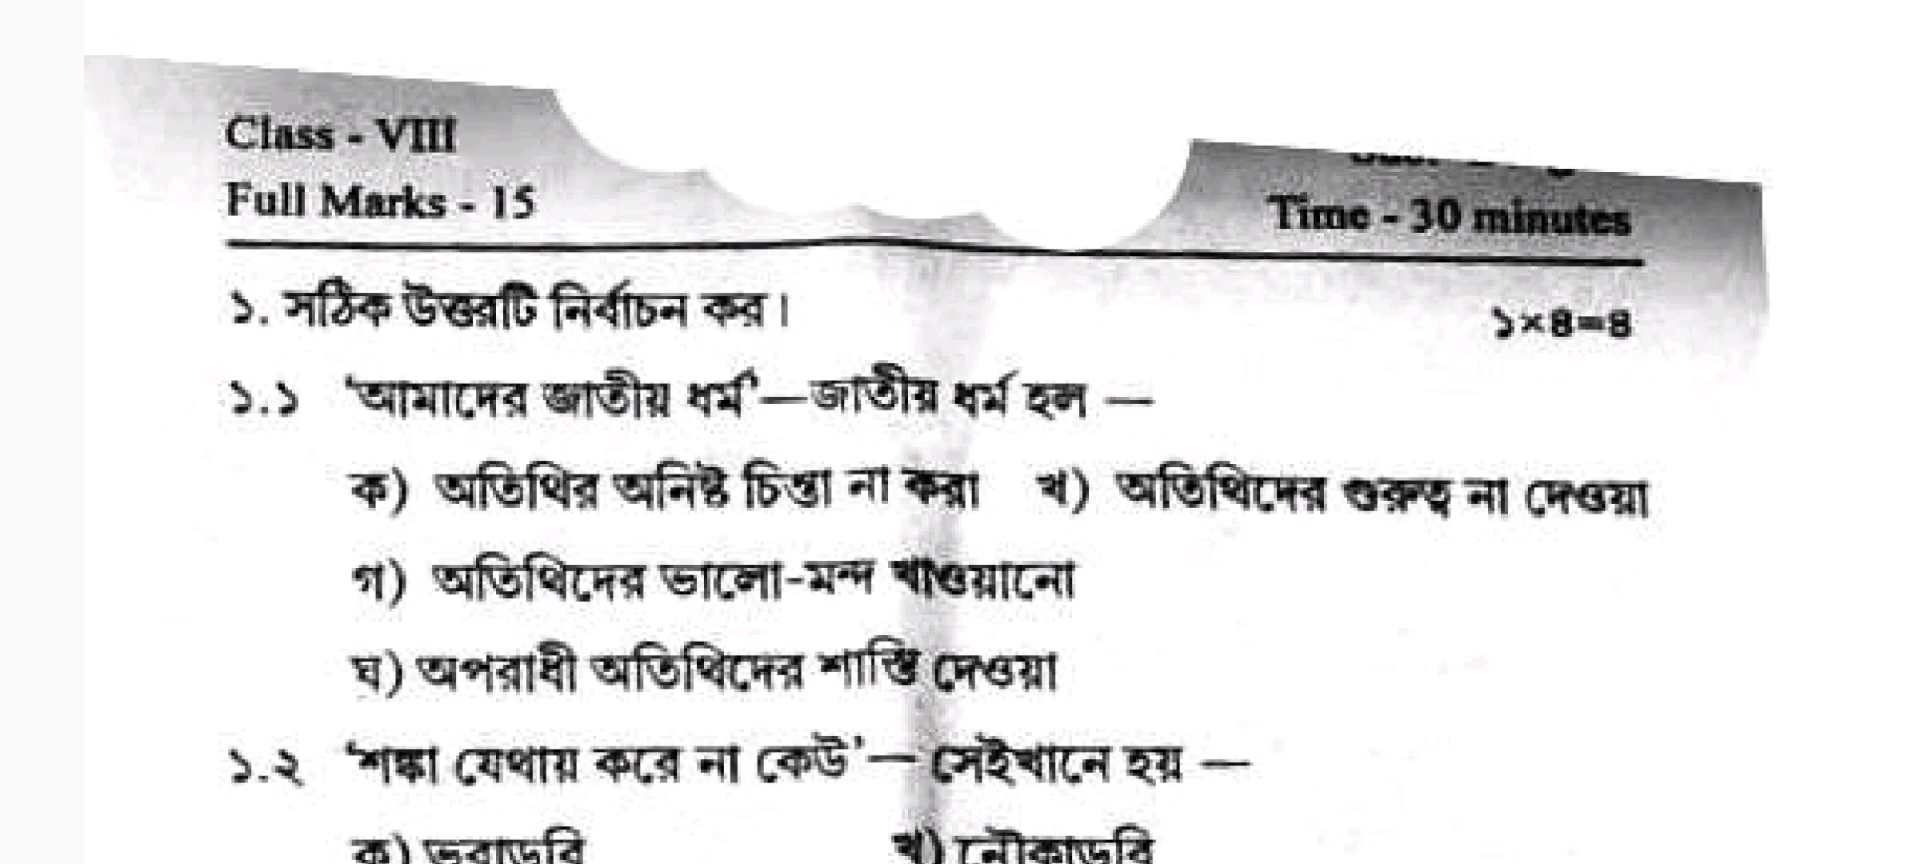 Class - VIII
Full Marks - 15
Time - 30 minutes
১. সঠিক উত্তরটি নির্বাচন কর।
১×৪=৪
১.১ 'আমাদের জাতীয় ধর্ম'—জাতীয় ধর্ম হল —
ক) অতিথির অনিষ্ট চিন্তা না করা খ) অতিথিদের গুরুত্ব না দেওয়া
গ) অতিথিদের ভালো-মন্দ খাওয়ানো
ঘ) অপরাধী অতিথিদের শাস্তি দেওয়া
১.২ 'শঙ্কা যেথায় করে না কেউ'— সেইখানে হয় —
ক) ভরাডুবি খ) নৌকাডুবি